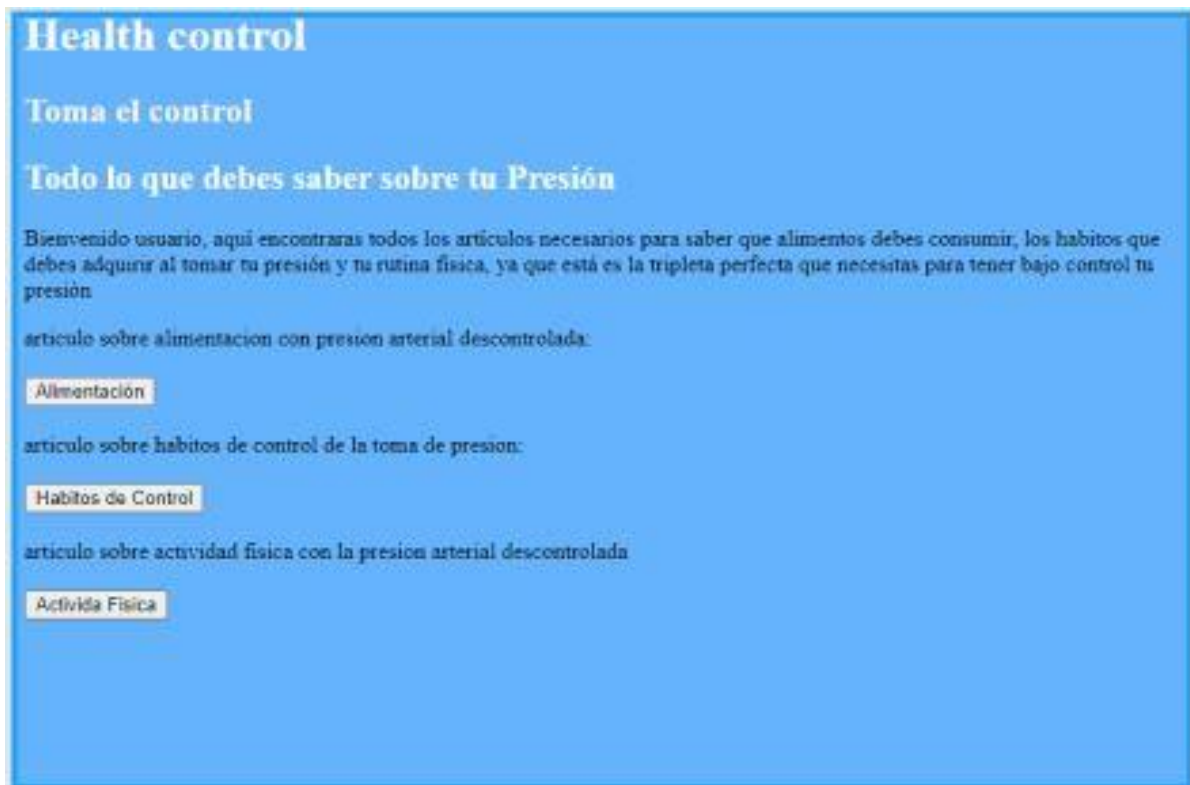 Health control
Toma el control
Todo lo que debes saber sobre tu Presión
Bienvenido usuario, aquí encontraras todos los artículos necesarios para saber que alimentos debes consumir, los habitos que
debes adquirir al tomar tu presión y tu rutina física, ya que está es la tripleta perfecta que necesitas para tener bajo control tu
presión
articulo sobre alimentacion con presion arterial descontrolada:
Alimentación
articulo sobre habitos de control de la toma de presion:
Habitos de Control
articulo sobre actividad fisica con la presion arterial descontrolada
Activida Fisica